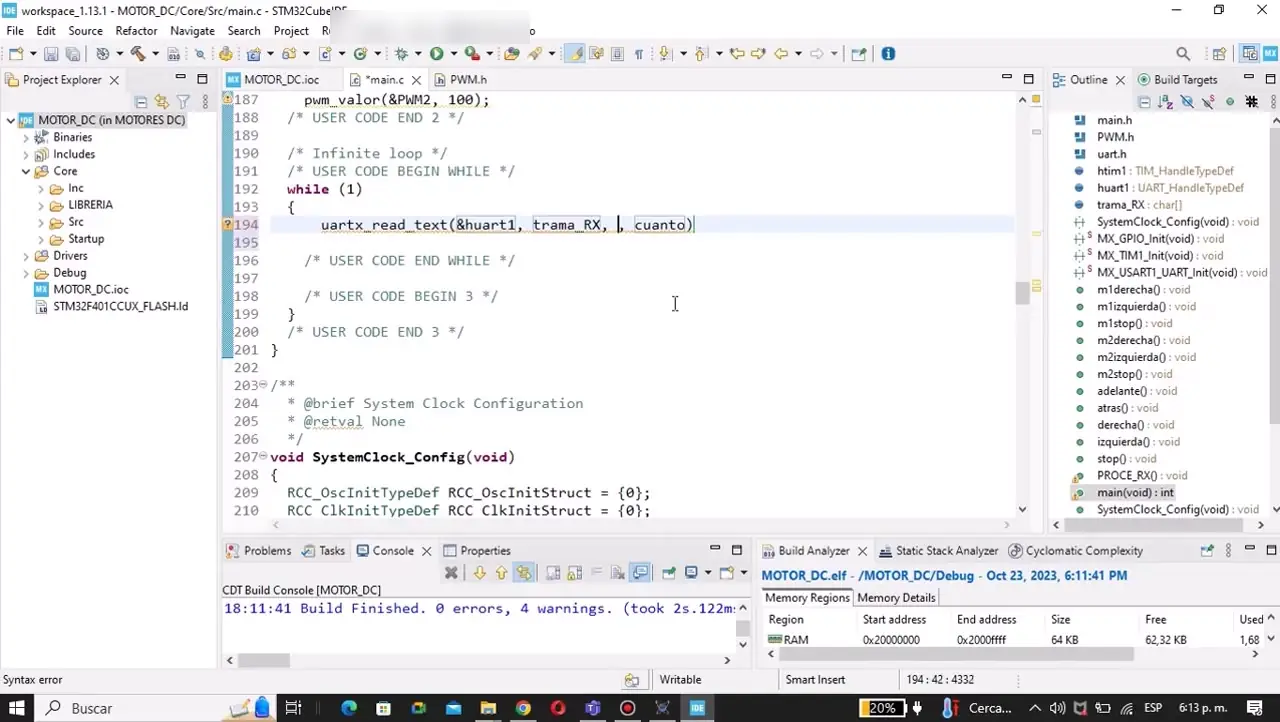 workspace_1.13.1 - MOTOR_DC/Core/Src/main.c - STM32CubeIDE
File Edit Source Refactor Navigate Search Project
Project Explorer
MOTOR_DC (in MOTORES DC)
Binaries
Includes
Core
Inc
LIBRERIA
Src
Startup
Drivers
Debug
MOTOR_DC.ioc
STM32F401CCUX_FLASH.ld
MOTOR_DC.ioc *main.c PWM.h
187 pwm_valor(&PWM2, 100);
188 /* USER CODE END 2 */
189
190 /* Infinite loop */
191 /* USER CODE BEGIN WHILE */
192 while (1)
193 {
194 uartx_read_text(&huart1, trama_RX, , cuanto)
195
196 /* USER CODE END WHILE */
197
198 /* USER CODE BEGIN 3 */
199 }
200 /* USER CODE END 3 */
201 }
202
203 /**
204 * @brief System Clock Configuration
205 * @retval None
206 */
207 void SystemClock_Config(void)
208 {
209 RCC_OscInitTypeDef RCC_OscInitStruct = {0};
210 RCC_ClkInitTypeDef RCC_ClkInitStruct = {0};
Outline Build Targets
main.h
PWM.h
uart.h
htim1 : TIM_HandleTypeDef
huart1 : UART_HandleTypeDef
trama_RX : char[]
SystemClock_Config(void) : void
MX_GPIO_Init(void) : void
MX_TIM1_Init(void) : void
MX_USART1_UART_Init(void) : void
m1derecha() : void
m1izquierda() : void
m1stop() : void
m2derecha() : void
m2izquierda() : void
m2stop() : void
adelante() : void
atras() : void
derecha() : void
izquierda() : void
stop() : void
PROCE_RX() : void
main(void) : int
SystemClock_Config(void) : void
Problems Tasks Console Properties
CDT Build Console [MOTOR_DC]
18:11:41 Build Finished. 0 errors, 4 warnings. (took 2s.122ms
Build Analyzer Static Stack Analyzer Cyclomatic Complexity
MOTOR_DC.elf - /MOTOR_DC/Debug - Oct 23, 2023, 6:11:41 PM
Memory Regions Memory Details
Region Start address End address Size Free Used
RAM 0x20000000 0x2000ffff 64 KB 62,32 KB 1,68
Syntax error Writable Smart Insert 194 : 42 : 4332
Buscar 20% Cerca... ESP 6:13 p. m.